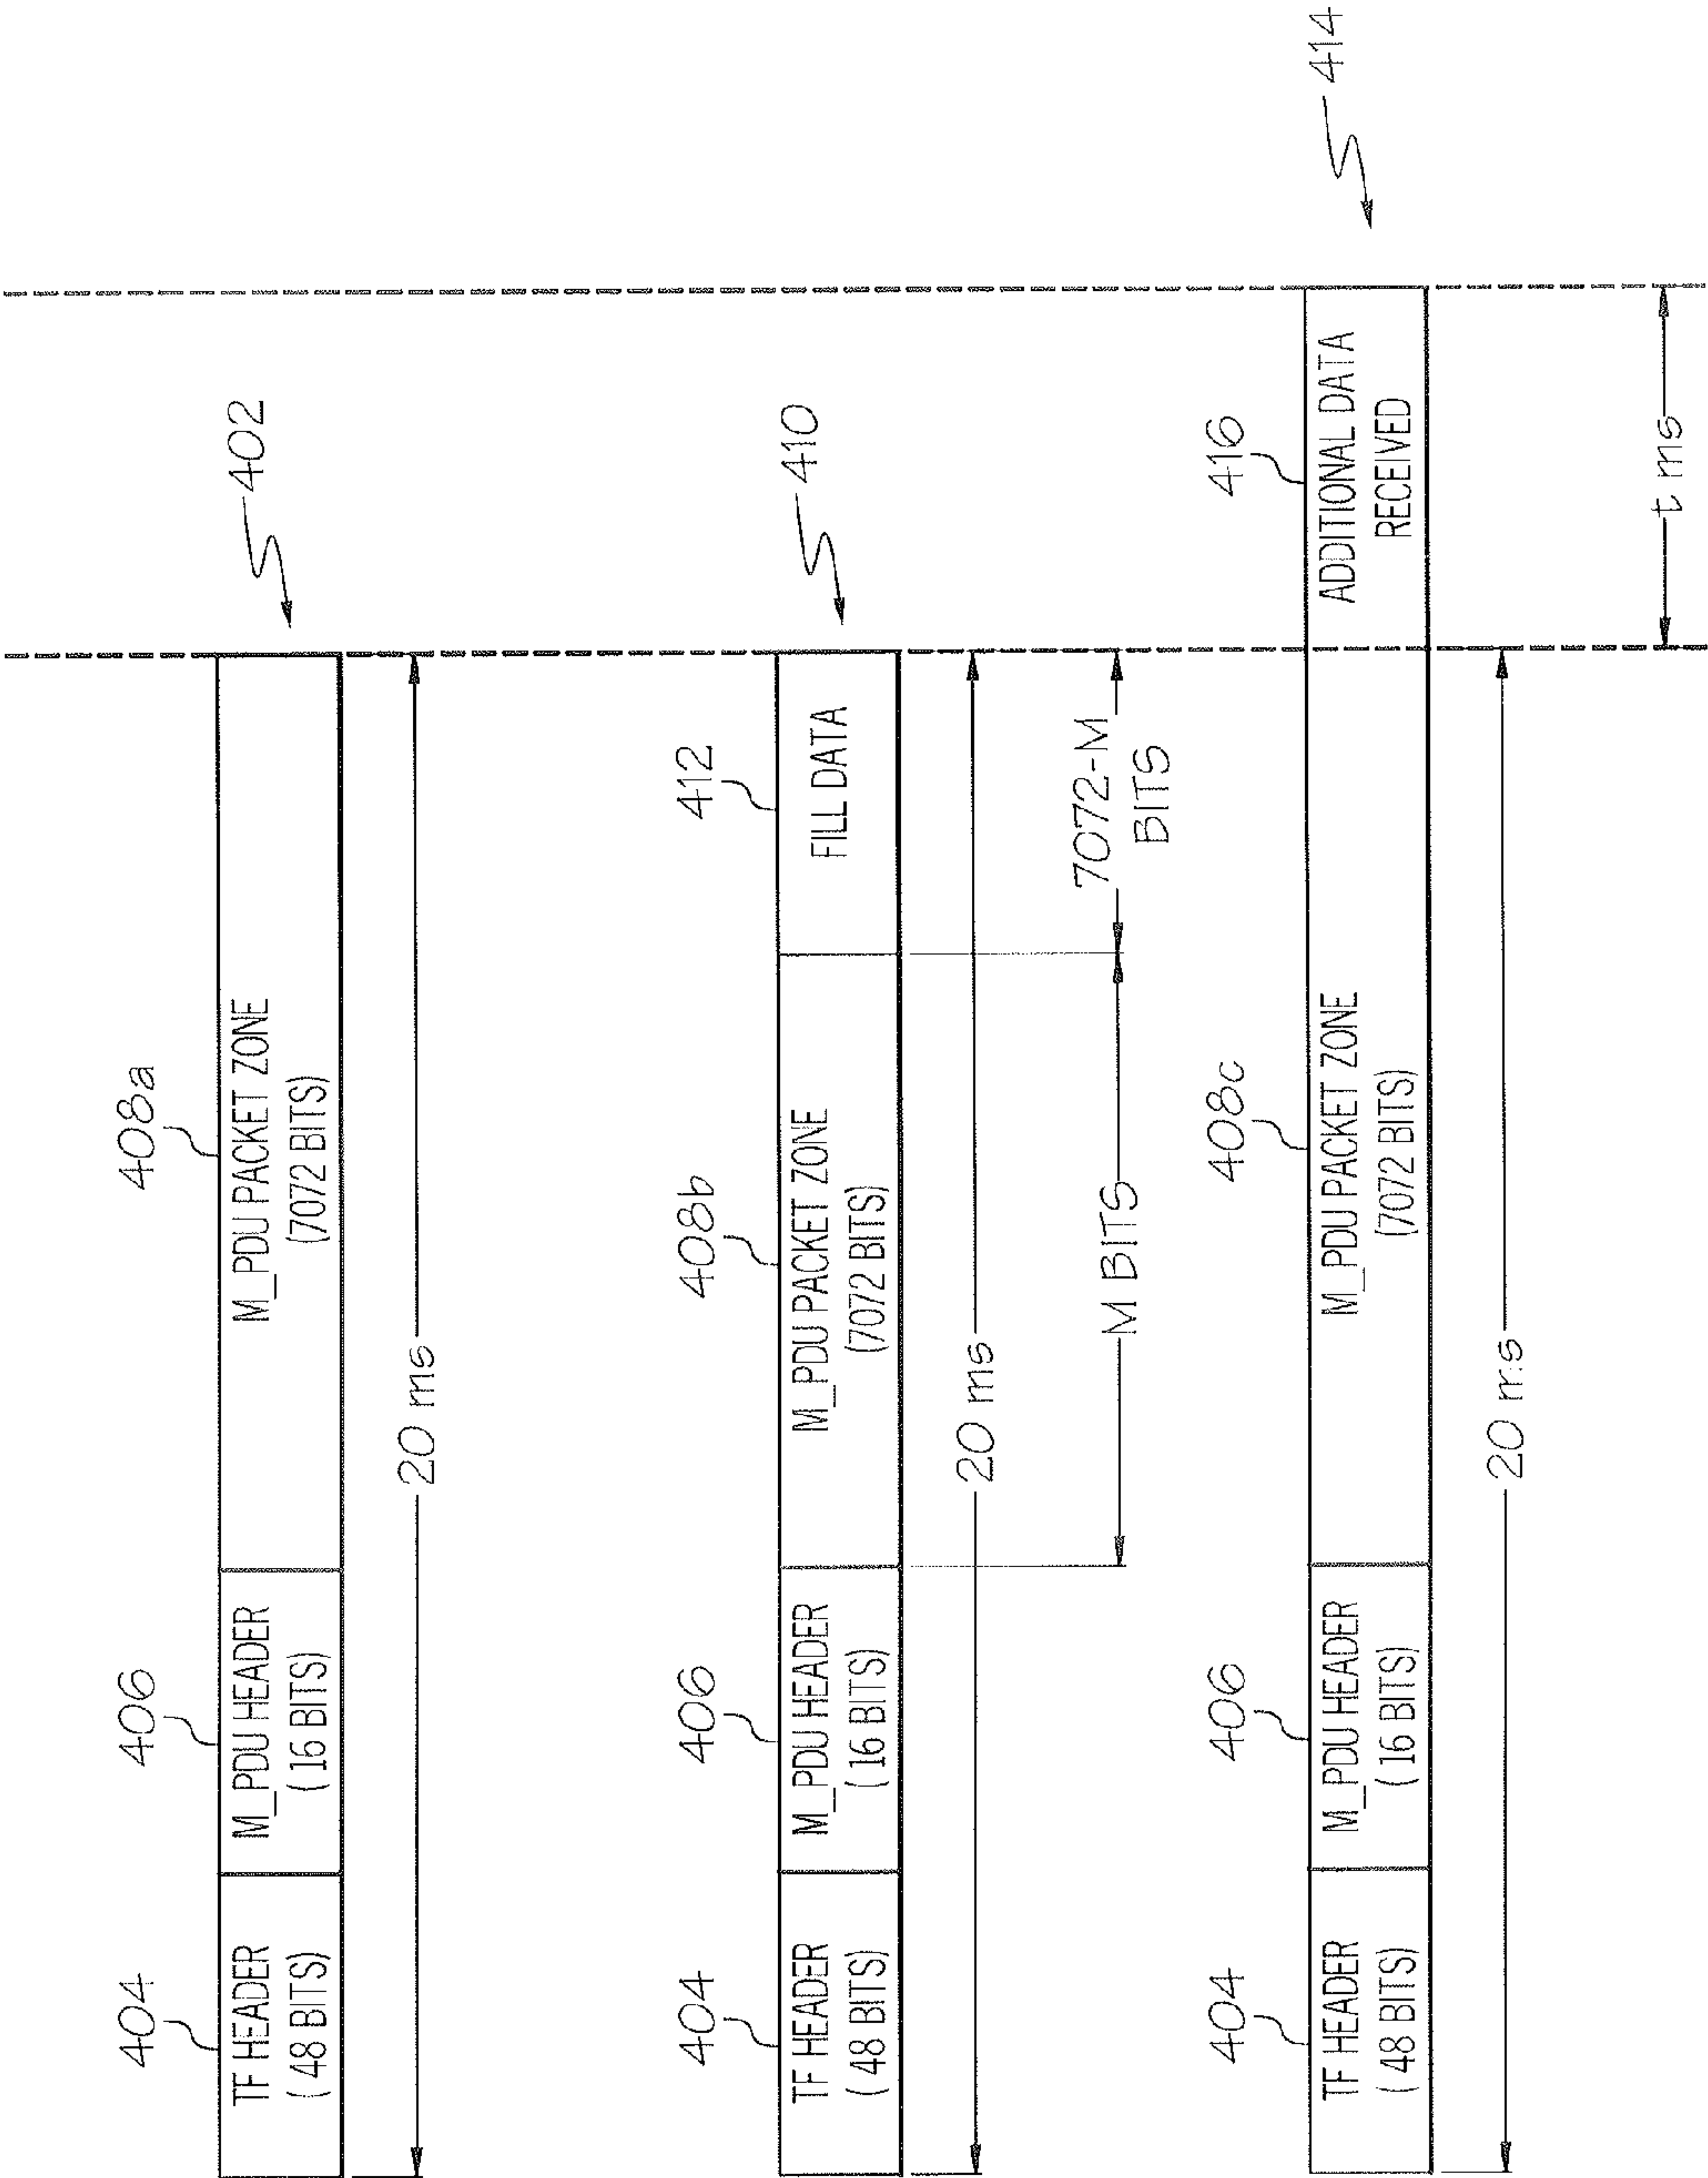 404
406
408a
402
TF HEADER
(48 BITS)
M_PDU HEADER
(16 BITS)
M_PDU PACKET ZONE
(7072 BITS)
20 ms
404
406
408b
412
410
TF HEADER
(48 BITS)
M_PDU HEADER
(16 BITS)
M_PDU PACKET ZONE
(7072 BITS)
FILL DATA
20 ms
M BITS
7072-M
BITS
404
406
408c
416
414
TF HEADER
(48 BITS)
M_PDU HEADER
(16 BITS)
M_PDU PACKET ZONE
(7072 BITS)
ADDITIONAL DATA
RECEIVED
20 ms
t ms